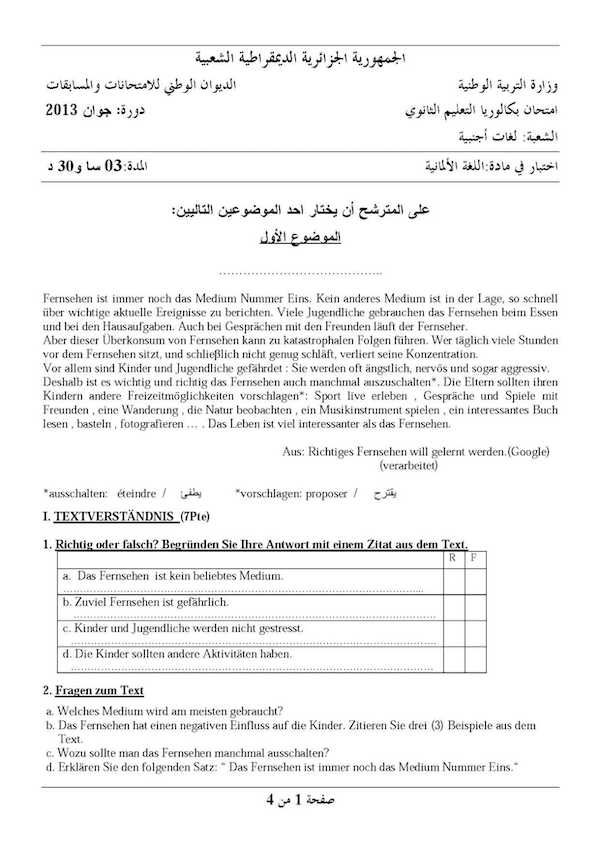 الجمهورية الجزائرية الديمقراطية الشعبية
وزارة التربية الوطنية الديوان الوطني للامتحانات والمسابقات
امتحان بكالوريا التعليم الثانوي دورة: جوان 2013
الشعبة: لغات أجنبية
اختبار في مادة:اللغة الألمانية المدة:03 سا و30 د
على المترشح أن يختار احد الموضوعين التاليين:
الموضوع الأول
…………………………………..
Fernsehen ist immer noch das Medium Nummer Eins. Kein anderes Medium ist in der Lage, so schnell
über wichtige aktuelle Ereignisse zu berichten. Viele Jugendliche gebrauchen das Fernsehen beim Essen
und bei den Hausaufgaben. Auch bei Gesprächen mit den Freunden läuft der Fernseher.
Aber dieser Überkonsum von Fernsehen kann zu katastrophalen Folgen führen. Wer täglich viele Stunden
vor dem Fernsehen sitzt, und schlieβlich nicht genug schläft, verliert seine Konzentration.
Vor allem sind Kinder und Jugendliche gefährdet : Sie werden oft ängstlich, nervös und sogar aggressiv.
Deshalb ist es wichtig und richtig das Fernsehen auch manchmal auszuschalten*. Die Eltern sollten ihren
Kindern andere Freizeitmöglichkeiten vorschlagen*: Sport live erleben , Gespräche und Spiele mit
Freunden , eine Wanderung , die Natur beobachten , ein Musikinstrument spielen , ein interessantes Buch
lesen , basteln , fotografieren … . Das Leben ist viel interessanter als das Fernsehen.
Aus: Richtiges Fernsehen will gelernt werden.(Google)
(verarbeitet)
*ausschalten: éteindre / يطفئ *vorschlagen: proposer / يقترح
I. TEXTVERSTÄNDNIS (7Pte)
1. Richtig oder falsch? Begründen Sie Ihre Antwort mit einem Zitat aus dem Text.
R F
a. Das Fernsehen ist kein beliebtes Medium.
b. Zuviel Fernsehen ist gefährlich.
c. Kinder und Jugendliche werden nicht gestresst.
d. Die Kinder sollten andere Aktivitäten haben.
2. Fragen zum Text
a. Welches Medium wird am meisten gebraucht?
b. Das Fernsehen hat einen negativen Einfluss auf die Kinder. Zitieren Sie drei (3) Beispiele aus dem
Text.
c. Wozu sollte man das Fernsehen manchmal ausschalten?
d. Erklären Sie den folgenden Satz: “ Das Fernsehen ist immer noch das Medium Nummer Eins.“
صفحة 1 من 4